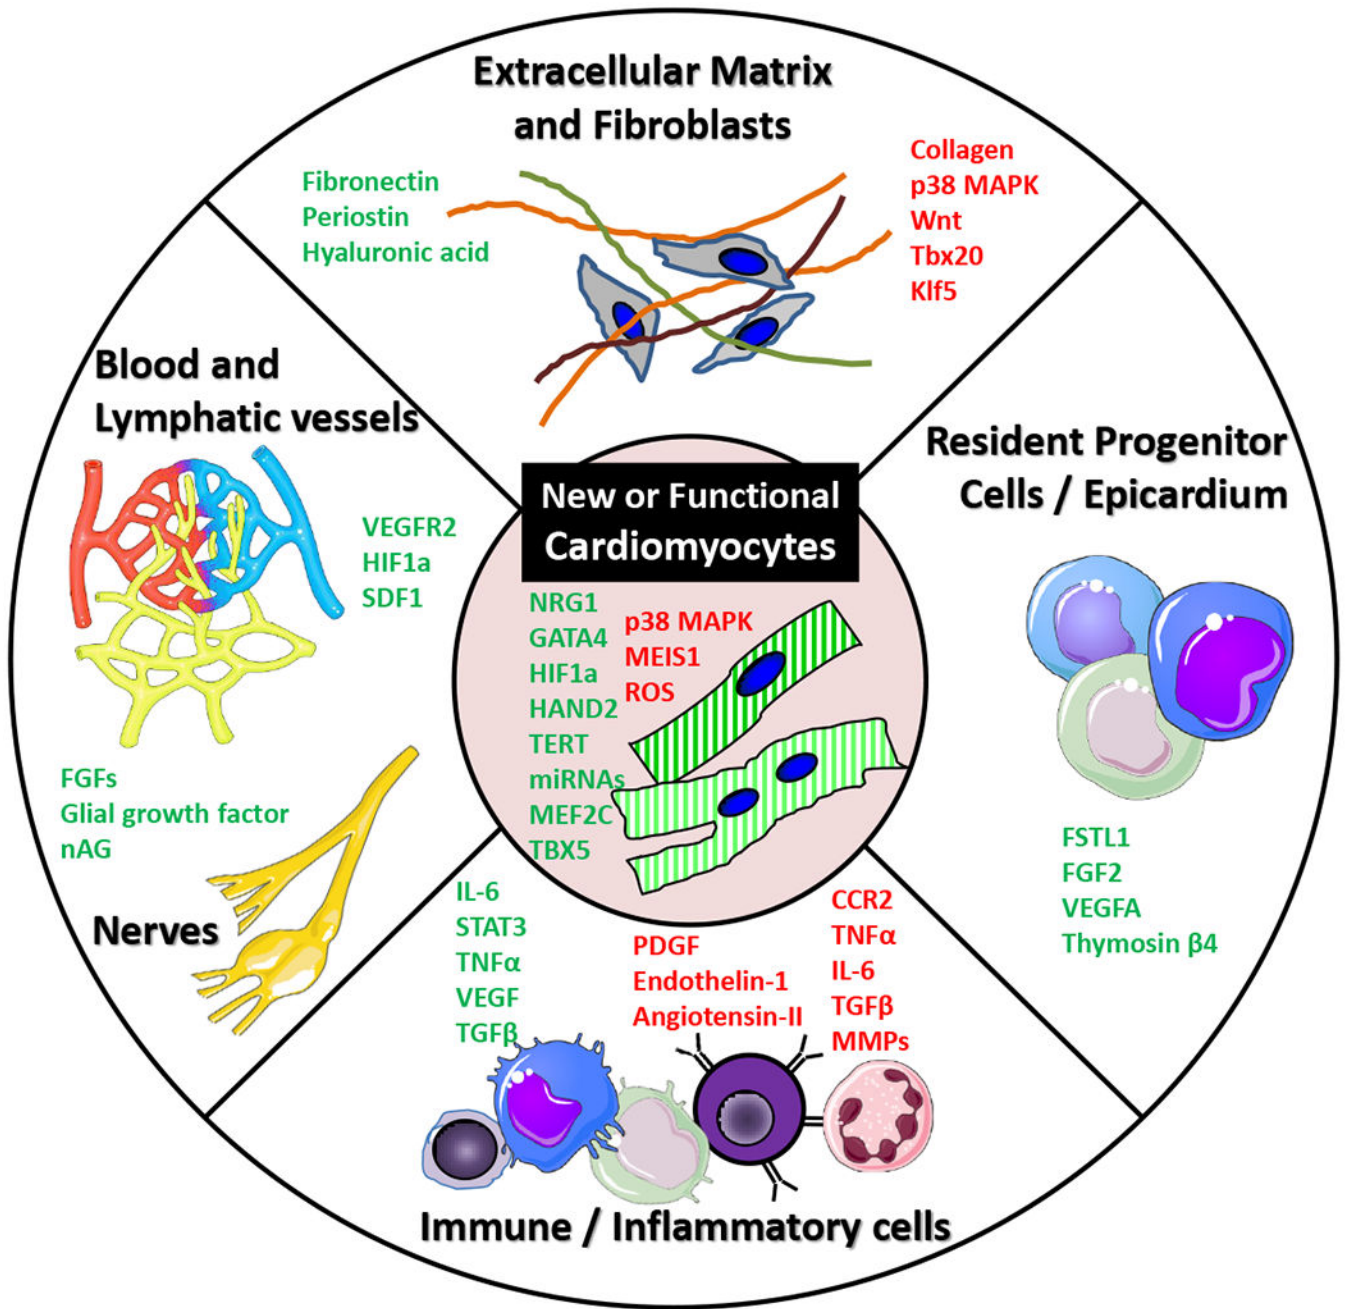 Extracellular Matrix
and Fibroblasts
Fibronectin
Periostin
Hyaluronic acid
Collagen
p38 MAPK
Wnt
Tbx20
Klf5
Blood and
Lymphatic vessels
VEGFR2
HIF1a
SDF1
Resident Progenitor
Cells / Epicardium
FSTL1
FGF2
VEGFA
Thymosin β4
New or Functional
Cardiomyocytes
NRG1
GATA4
HIF1a
HAND2
TERT
miRNAs
MEF2C
TBX5
p38 MAPK
MEIS1
ROS
FGFs
Glial growth factor
nAG
Nerves
IL-6
STAT3
TNFα
VEGF
TGFβ
PDGF
Endothelin-1
Angiotensin-II
CCR2
TNFα
IL-6
TGFβ
MMPs
Immune / Inflammatory cells